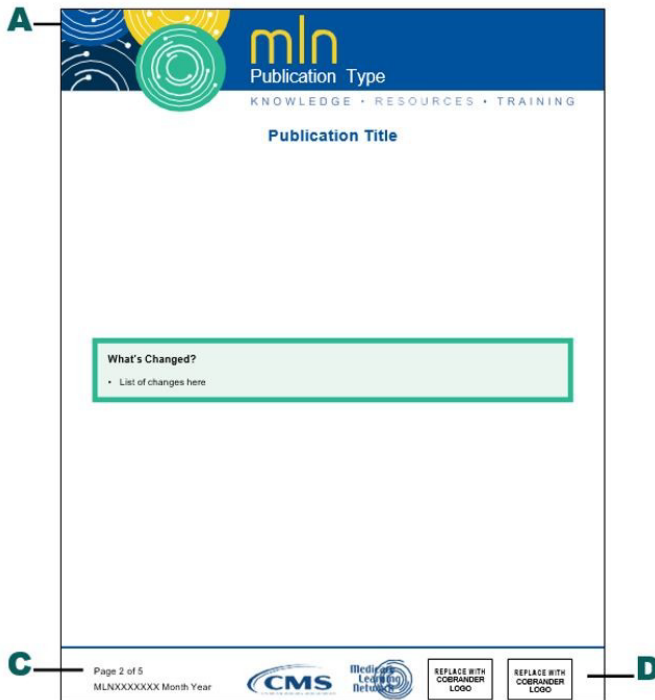 A
mln
Publication Type
KNOWLEDGE • RESOURCES • TRAINING
Publication Title
What's Changed?
• List of changes here
C
Page 2 of 5
MLNXXXXXXX Month Year
CMS
Medicare
Learning
Network
REPLACE WITH
COBRANDER
LOGO
REPLACE WITH
COBRANDER
LOGO
D